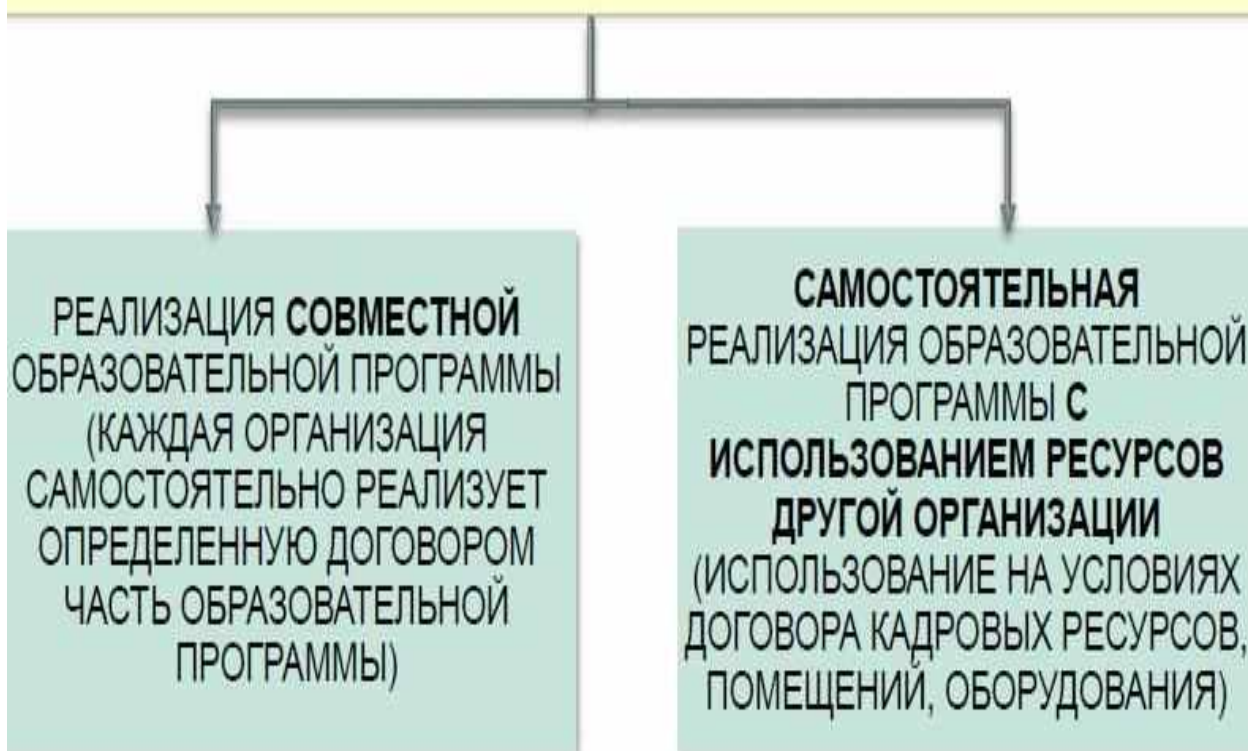 РЕАЛИЗАЦИЯ СОВМЕСТНОЙ
ОБРАЗОВАТЕЛЬНОЙ ПРОГРАММЫ
(КАЖДАЯ ОРГАНИЗАЦИЯ
САМОСТОЯТЕЛЬНО РЕАЛИЗУЕТ
ОПРЕДЕЛЕННУЮ ДОГОВОРОМ
ЧАСТЬ ОБРАЗОВАТЕЛЬНОЙ
ПРОГРАММЫ)
САМОСТОЯТЕЛЬНАЯ
РЕАЛИЗАЦИЯ ОБРАЗОВАТЕЛЬНОЙ
ПРОГРАММЫ С
ИСПОЛЬЗОВАНИЕМ РЕСУРСОВ
ДРУГОЙ ОРГАНИЗАЦИИ
(ИСПОЛЬЗОВАНИЕ НА УСЛОВИЯХ
ДОГОВОРА КАДРОВЫХ РЕСУРСОВ,
ПОМЕЩЕНИЙ, ОБОРУДОВАНИЯ)